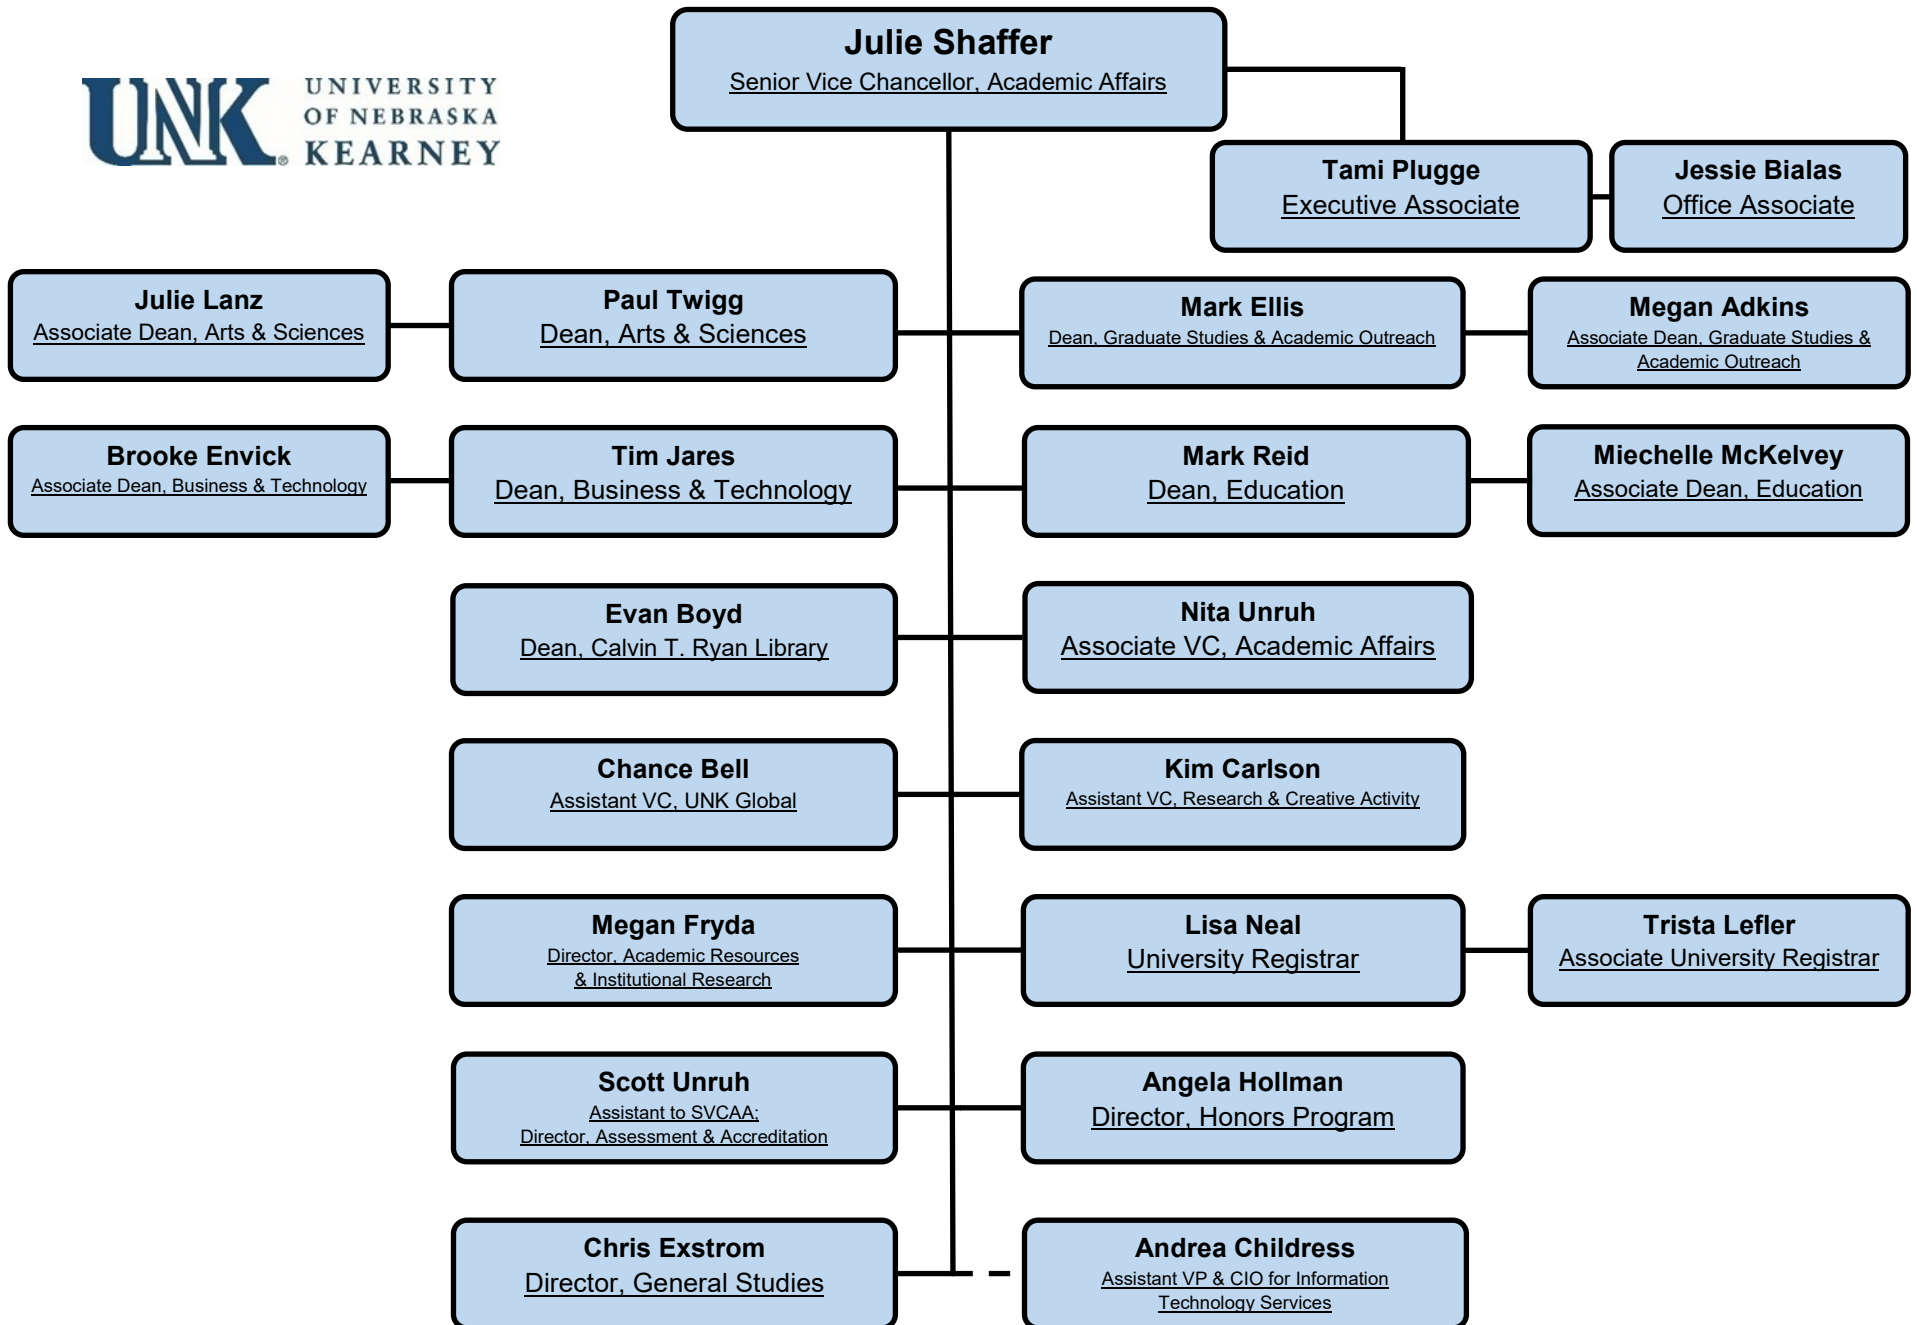 Julie Shaffer
Senior Vice Chancellor, Academic Affairs
UNK® UNIVERSITY
OF NEBRASKA
KEARNEY
Tami Plugge
Executive Associate
Jessie Bialas
Office Associate
Julie Lanz
Associate Dean, Arts & Sciences
Paul Twigg
Dean, Arts & Sciences
Mark Ellis
Dean, Graduate Studies & Academic Outreach
Megan Adkins
Associate Dean, Graduate Studies &
Academic Outreach
Brooke Envick
Associate Dean, Business & Technology
Tim Jares
Dean, Business & Technology
Mark Reid
Dean, Education
Miechelle McKelvey
Associate Dean, Education
Evan Boyd
Dean, Calvin T. Ryan Library
Nita Unruh
Associate VC, Academic Affairs
Chance Bell
Assistant VC, UNK Global
Kim Carlson
Assistant VC, Research & Creative Activity
Megan Fryda
Director, Academic Resources
& Institutional Research
Lisa Neal
University Registrar
Trista Lefler
Associate University Registrar
Scott Unruh
Assistant to SVCAA;
Director, Assessment & Accreditation
Angela Hollman
Director, Honors Program
Chris Exstrom
Director, General Studies
Andrea Childress
Assistant VP & CIO for Information
Technology Services